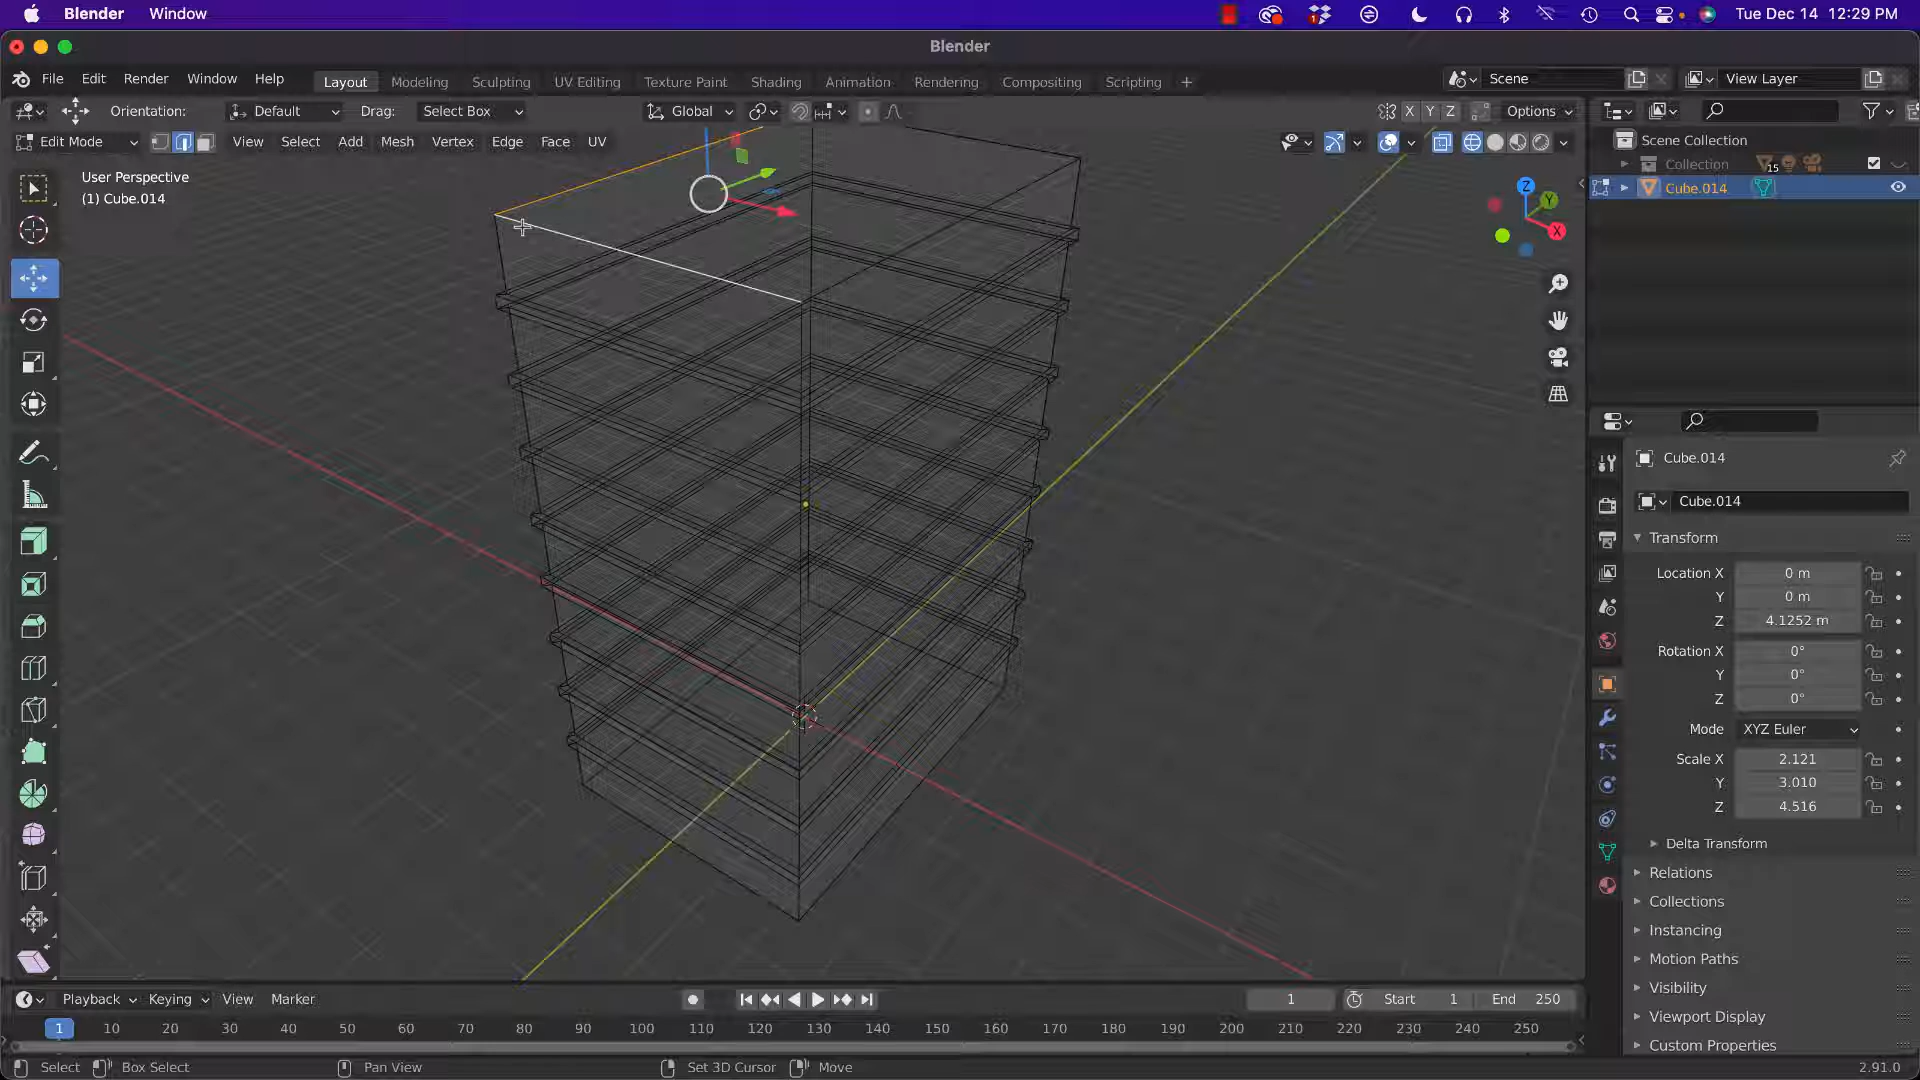 Blender Window 1 Tue Dec 14 12:29 PM
Blender
File Edit Render Window Help Layout Modeling Sculpting UV Editing Texture Paint Shading Animation Rendering Compositing Scripting + Scene View Layer
Orientation: Default Drag: Select Box Global X Y Z Options
Edit Mode View Select Add Mesh Vertex Edge Face UV
Scene Collection
Collection 15
Cube.014
User Perspective
(1) Cube.014
Z
Y
X
Cube.014
Cube.014
Transform
Location X 0 m
Y 0 m
Z 4.1252 m
Rotation X 0°
Y 0°
Z 0°
Mode XYZ Euler
Scale X 2.121
Y 3.010
Z 4.516
Delta Transform
Relations
Collections
Instancing
Motion Paths
Visibility
Viewport Display
Custom Properties
Playback Keying View Marker 1 Start 1 End 250
1 10 20 30 40 50 60 70 80 90 100 110 120 130 140 150 160 170 180 190 200 210 220 230 240 250
Select Box Select Pan View Set 3D Cursor Move 2.91.0